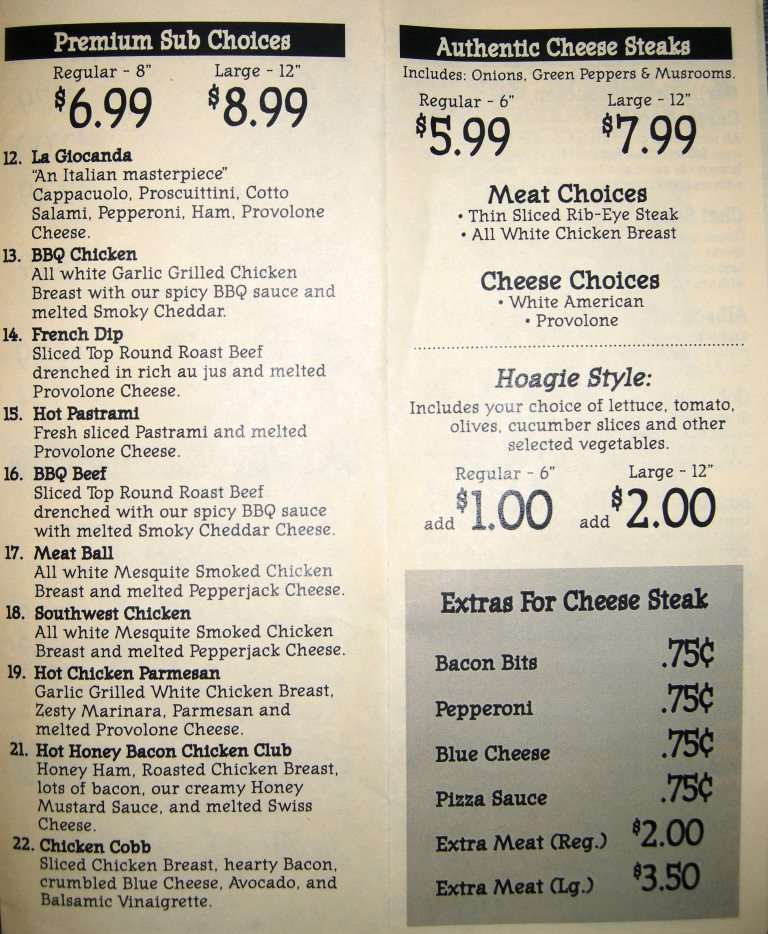 Premium Sub Choices
Regular - 8" Large - 12"
$6.99 $8.99
12. La Giocanda
"An Italian masterpiece"
Cappacuolo, Proscuittini, Cotto
Salami, Pepperoni, Ham, Provolone
Cheese.
13. BBQ Chicken
All white Garlic Grilled Chicken
Breast with our spicy BBQ sauce and
melted Smoky Cheddar.
14. French Dip
Sliced Top Round Roast Beef
drenched in rich au jus and melted
Provolone Cheese.
15. Hot Pastrami
Fresh sliced Pastrami and melted
Provolone Cheese.
16. BBQ Beef
Sliced Top Round Roast Beef
drenched with our spicy BBQ sauce
with melted Smoky Cheddar Cheese.
17. Meat Ball
All white Mesquite Smoked Chicken
Breast and melted Pepperjack Cheese.
18. Southwest Chicken
All white Mesquite Smoked Chicken
Breast and melted Pepperjack Cheese.
19. Hot Chicken Parmesan
Garlic Grilled White Chicken Breast,
Zesty Marinara, Parmesan and
melted Provolone Cheese.
21. Hot Honey Bacon Chicken Club
Honey Ham, Roasted Chicken Breast,
lots of bacon, our creamy Honey
Mustard Sauce, and melted Swiss
Cheese.
22. Chicken Cobb
Sliced Chicken Breast, hearty Bacon,
crumbled Blue Cheese, Avocado, and
Balsamic Vinaigrette.
Authentic Cheese Steaks
Includes: Onions, Green Peppers & Musrooms.
Regular - 6" Large - 12"
$5.99 $7.99
Meat Choices
• Thin Sliced Rib-Eye Steak
• All White Chicken Breast
Cheese Choices
• White American
• Provolone
Hoagie Style:
Includes your choice of lettuce, tomato,
olives, cucumber slices and other
selected vegetables.
Regular - 6" Large - 12"
add $1.00 add $2.00
Extras For Cheese Steak
Bacon Bits .75¢
Pepperoni .75¢
Blue Cheese .75¢
Pizza Sauce .75¢
Extra Meat (Reg.) $2.00
Extra Meat (Lg.) $3.50